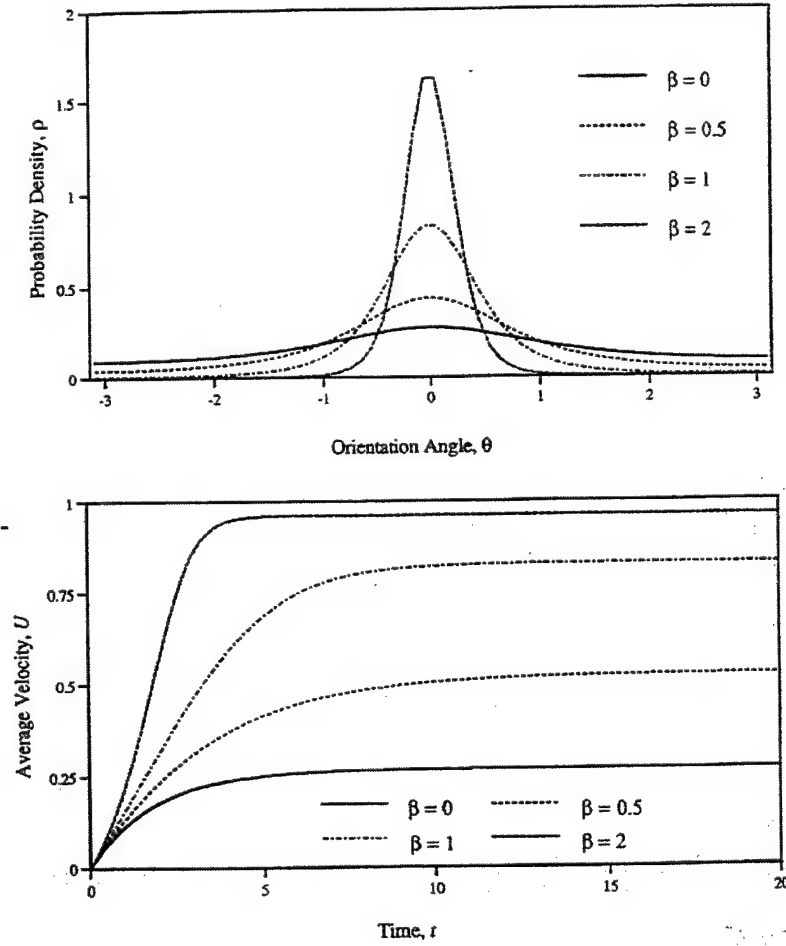 2
1.5
1
0.5
0
Probability Density, ρ
β = 0
β = 0.5
β = 1
β = 2
-3 -2 -1 0 1 2 3
Orientation Angle, θ
1
0.75
0.5
0.25
0
Average Velocity, U
β = 0 β = 0.5
β = 1 β = 2
0 5 10 15 20
Time, t